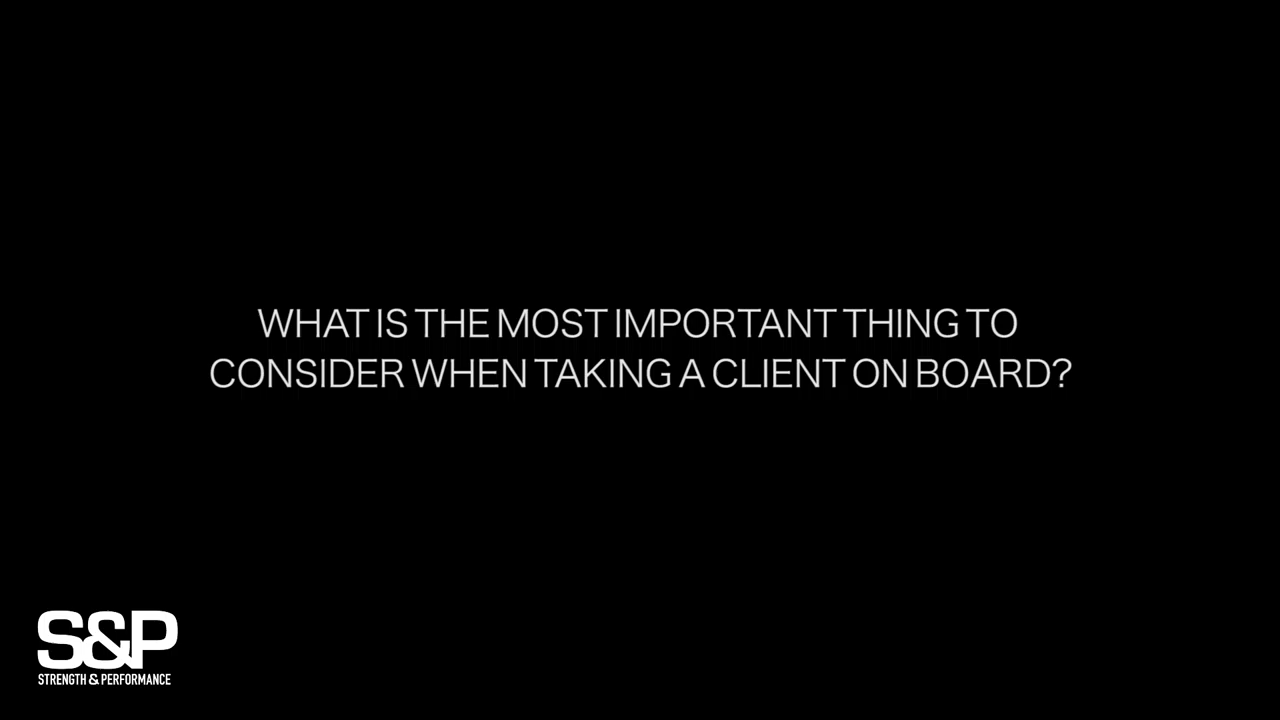 WHAT IS THE MOST IMPORTANT THING TO
CONSIDER WHEN TAKING A CLIENT ON BOARD?
S&P
STRENGTH & PERFORMANCE